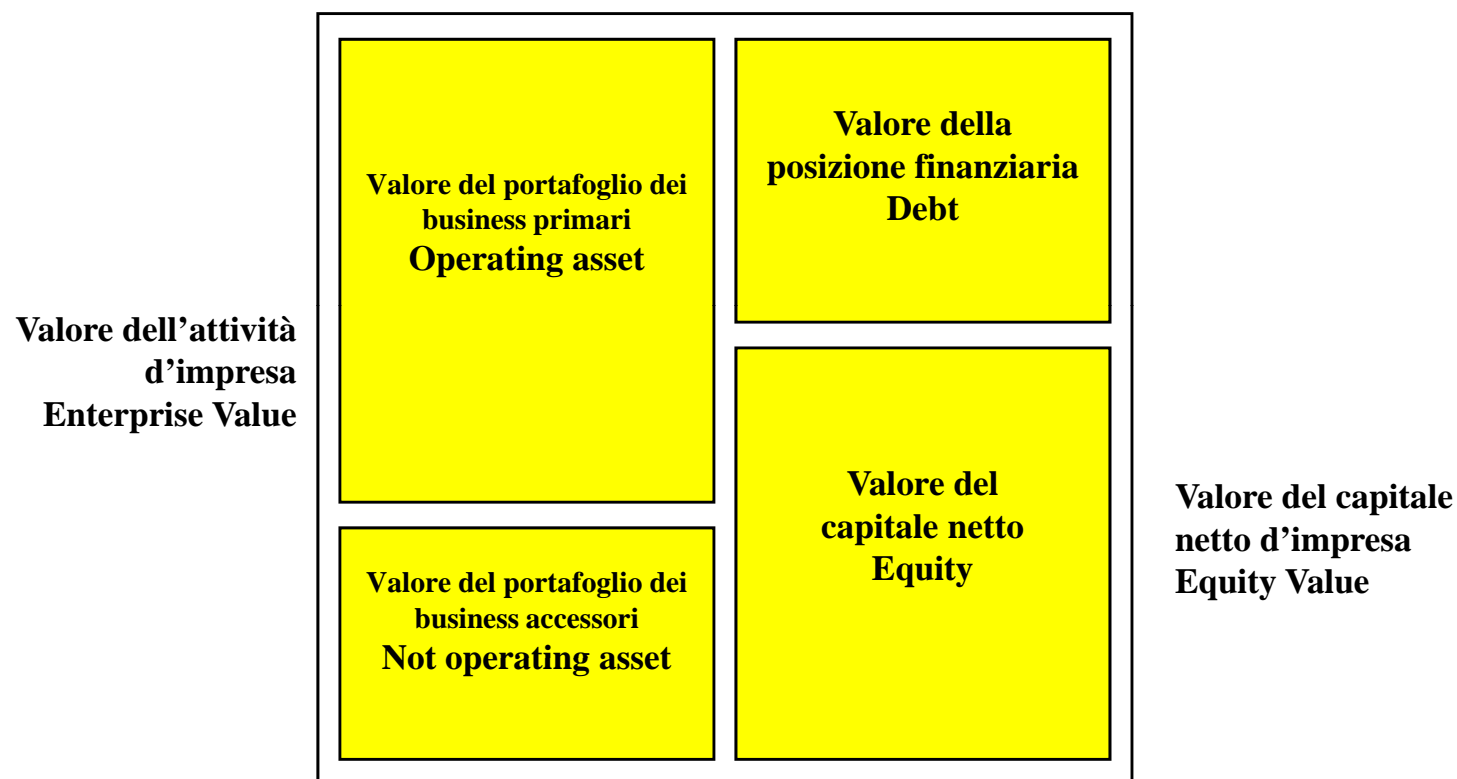 Valore dell’attività
d’impresa
Enterprise Value
Valore del portafoglio dei
business primari
Operating asset
Valore del portafoglio dei
business accessori
Not operating asset
Valore della
posizione finanziaria
Debt
Valore del
capitale netto
Equity
Valore del capitale
netto d’impresa
Equity Value